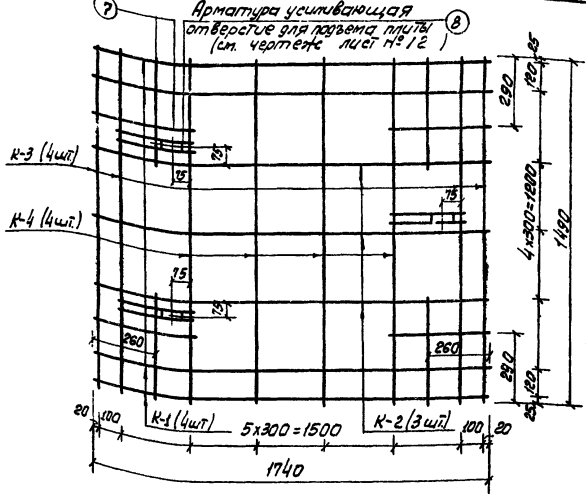 7
Арматура усиливающая
отверстие для подъема плиты
(см. чертеж лист № 12 )
8
25
120
290
К-3 (4шт)
75
75
75
4х300=1200
1490
К-4 (4шт.)
75
75
260
260
290
120
25
20
100
К-1 (4шт)
5х300=1500
К-2 (3шт)
100
20
1740